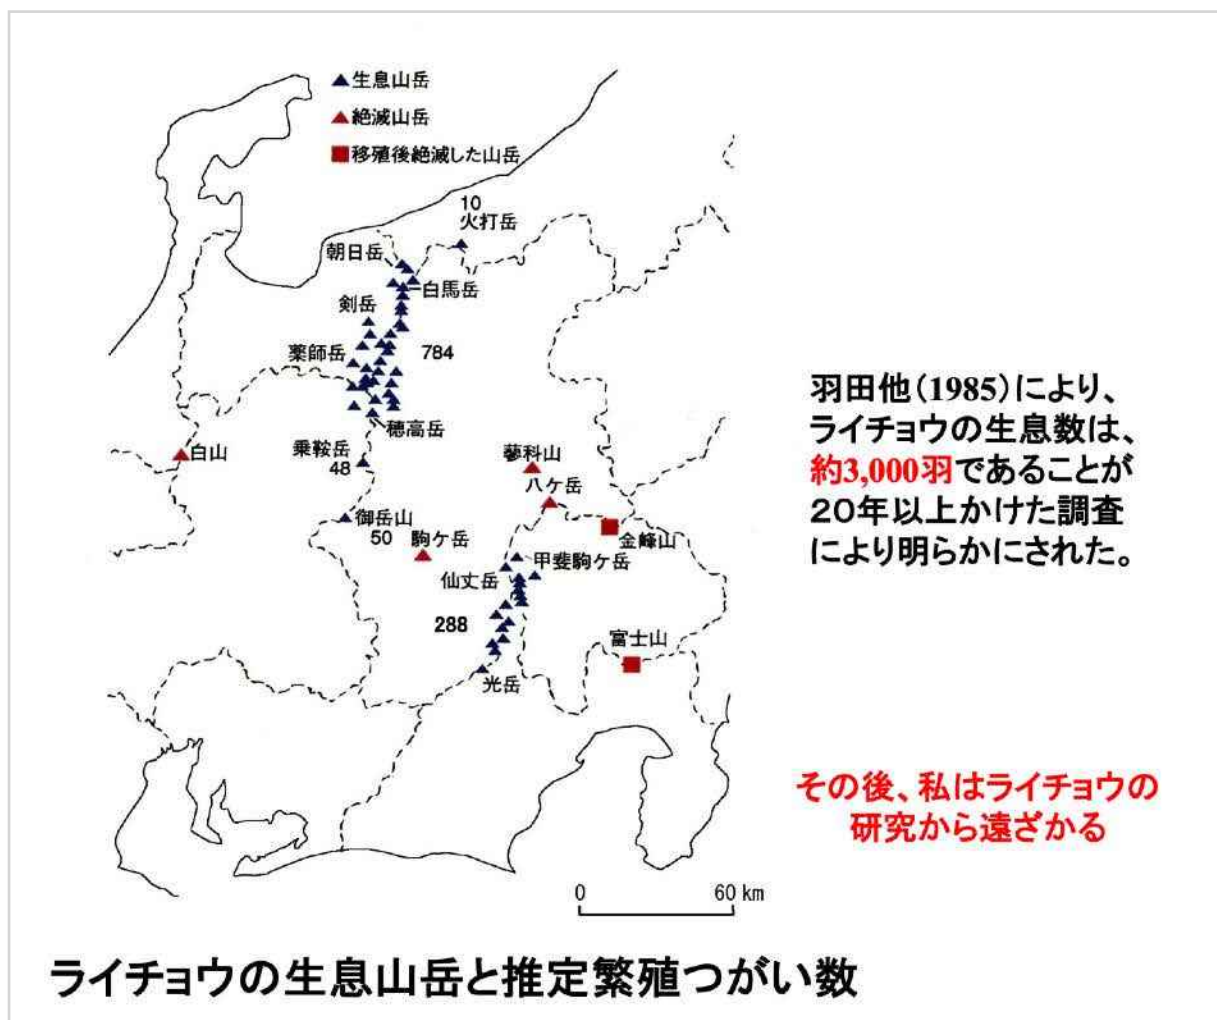 ▲生息山岳
▲絶滅山岳
■移殖後絶滅した山岳
10
火打岳
朝日岳
白馬岳
剣岳
薬師岳
784
穂高岳
白山
乗鞍岳
48
蓼科山
八ケ岳
御岳山
50
駒ケ岳
金峰山
甲斐駒ケ岳
仙丈岳
288
富士山
光岳
羽田他(1985)により、
ライチョウの生息数は、
約3,000羽であることが
20年以上かけた調査
により明らかにされた。
その後、私はライチョウの
研究から遠ざかる
0 60 km
ライチョウの生息山岳と推定繁殖つがい数